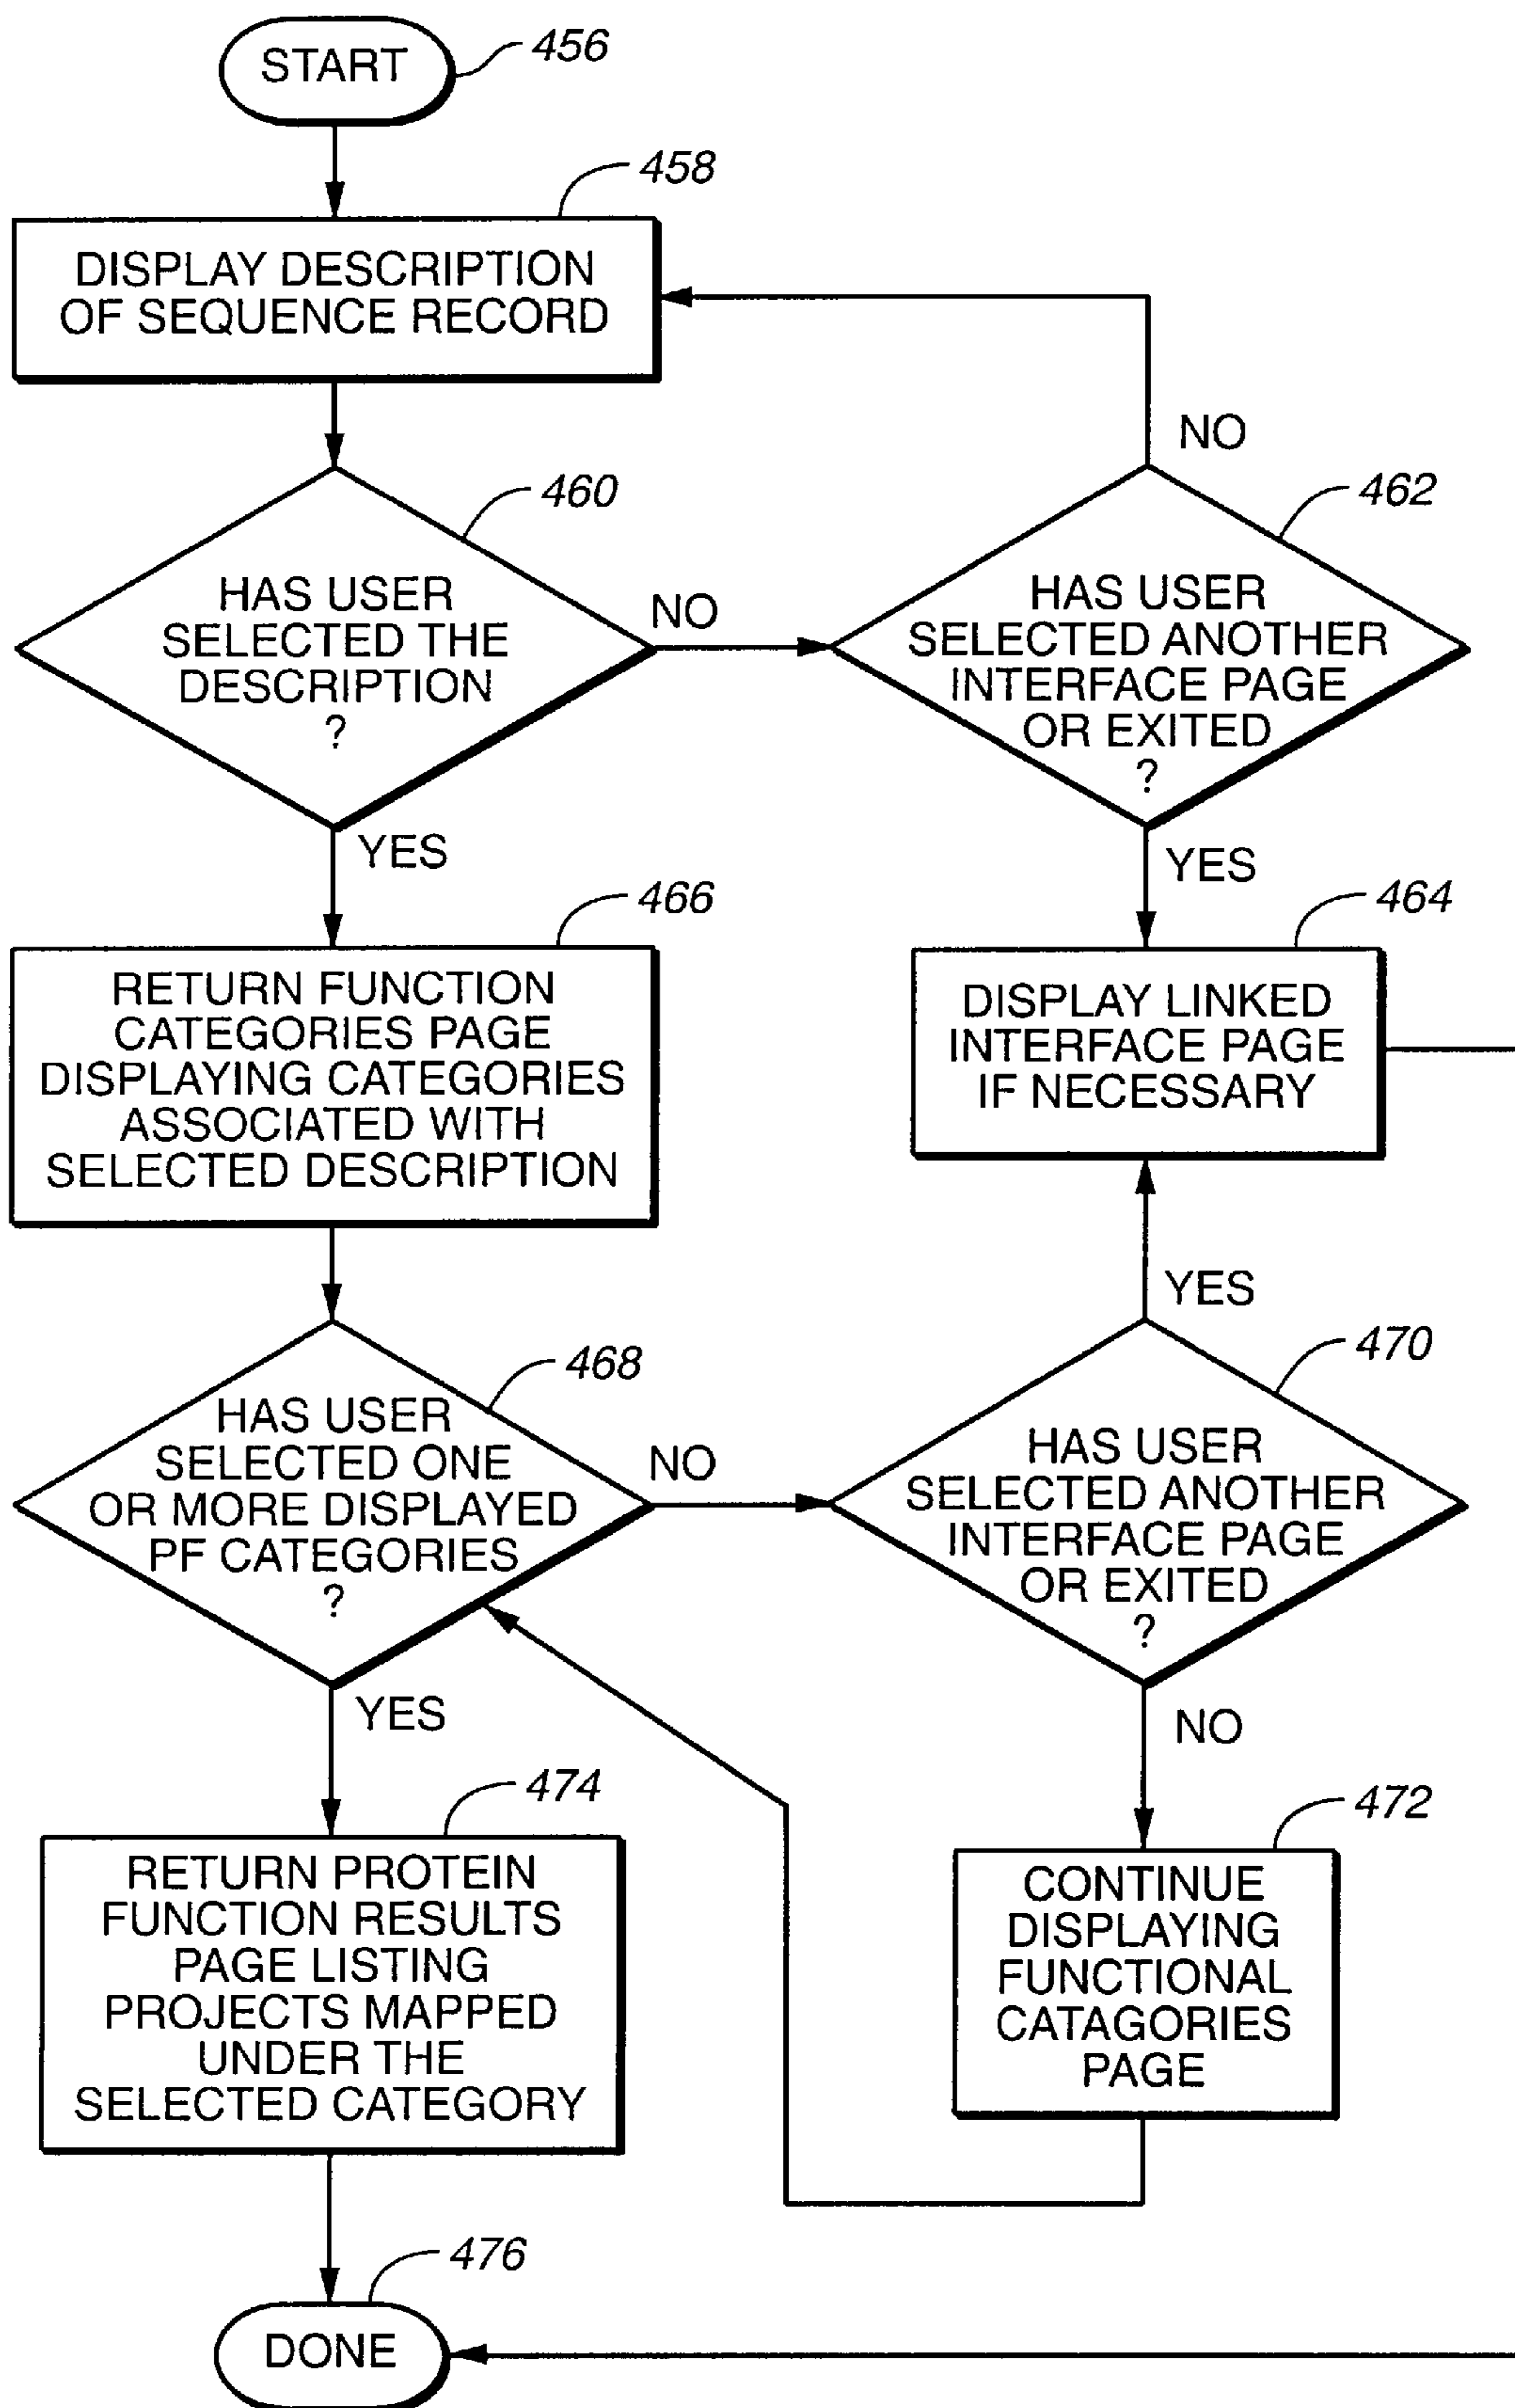 START
456
458
DISPLAY DESCRIPTION
OF SEQUENCE RECORD
NO
460
462
HAS USER
SELECTED THE
DESCRIPTION
?
NO
HAS USER
SELECTED ANOTHER
INTERFACE PAGE
OR EXITED
?
YES
YES
466
464
RETURN FUNCTION
CATEGORIES PAGE
DISPLAYING CATEGORIES
ASSOCIATED WITH
SELECTED DESCRIPTION
DISPLAY LINKED
INTERFACE PAGE
IF NECESSARY
YES
468
470
HAS USER
SELECTED ONE
OR MORE DISPLAYED
PF CATEGORIES
?
NO
HAS USER
SELECTED ANOTHER
INTERFACE PAGE
OR EXITED
?
YES
NO
474
472
RETURN PROTEIN
FUNCTION RESULTS
PAGE LISTING
PROJECTS MAPPED
UNDER THE
SELECTED CATEGORY
CONTINUE
DISPLAYING
FUNCTIONAL
CATAGORIES
PAGE
476
DONE